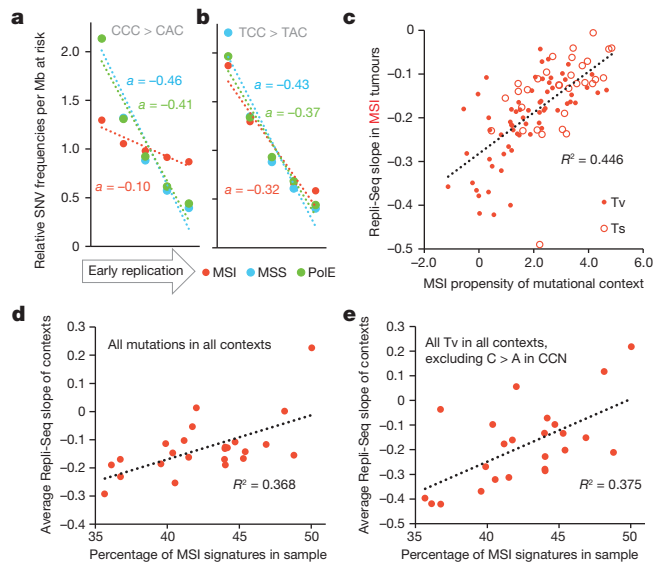 a
CCC > CAC
Relative SNV frequencies per Mb at risk
2.0
1.5
1.0
0.5
0
a = −0.46
a = −0.41
a = −0.10
b
TCC > TAC
a = −0.43
a = −0.37
a = −0.32
Early replication
MSI MSS PolE
c
Repli-Seq slope in MSI tumours
0
−0.1
−0.2
−0.3
−0.4
−0.5
R² = 0.446
Tv
Ts
−2.0 0 2.0 4.0 6.0
MSI propensity of mutational context
d
Average Repli-Seq slope of contexts
0.3
0.2
0.1
0
−0.1
−0.2
−0.3
−0.4
All mutations in all contexts
R² = 0.368
35 40 45 50
Percentage of MSI signatures in sample
e
Average Repli-Seq slope of contexts
0.3
0.2
0.1
0
−0.1
−0.2
−0.3
−0.4
−0.5
All Tv in all contexts,
excluding C > A in CCN
R² = 0.375
35 40 45 50
Percentage of MSI signatures in sample